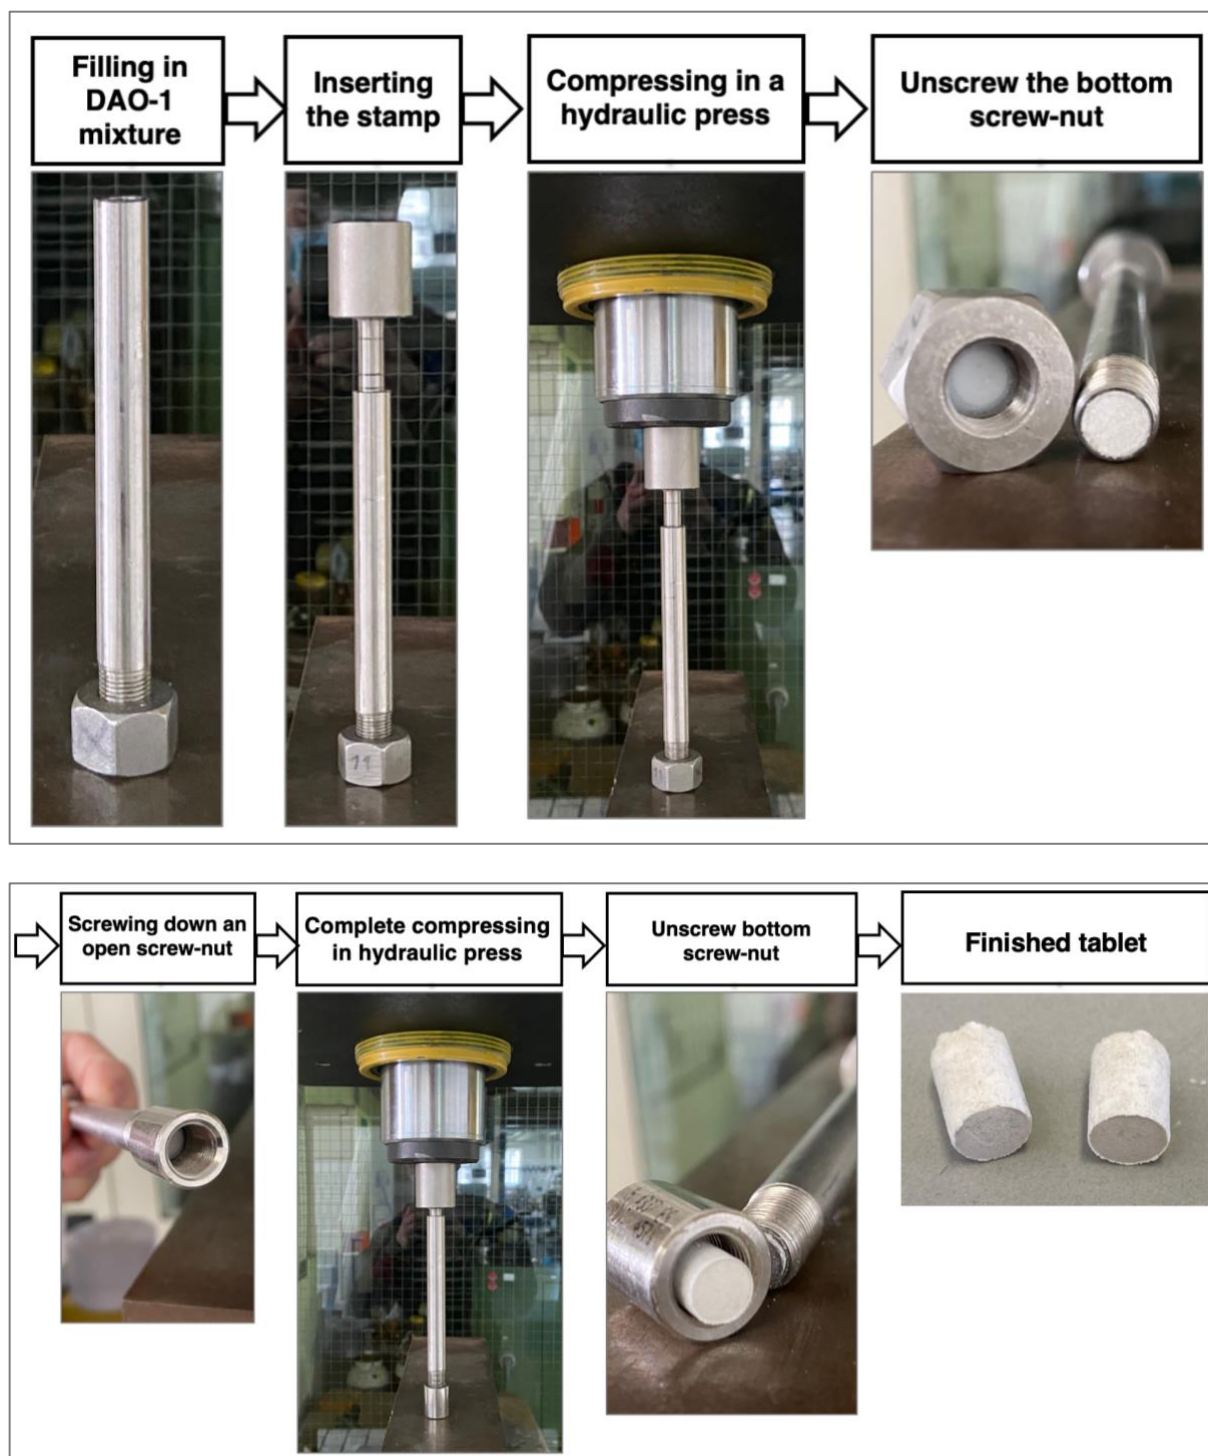 Filling in
DAO-1
mixture
Inserting
the stamp
Compressing in a
hydraulic press
Unscrew the bottom
screw-nut
11
Screwing down an
open screw-nut
Complete compressing
in hydraulic press
Unscrew bottom
screw-nut
Finished tablet